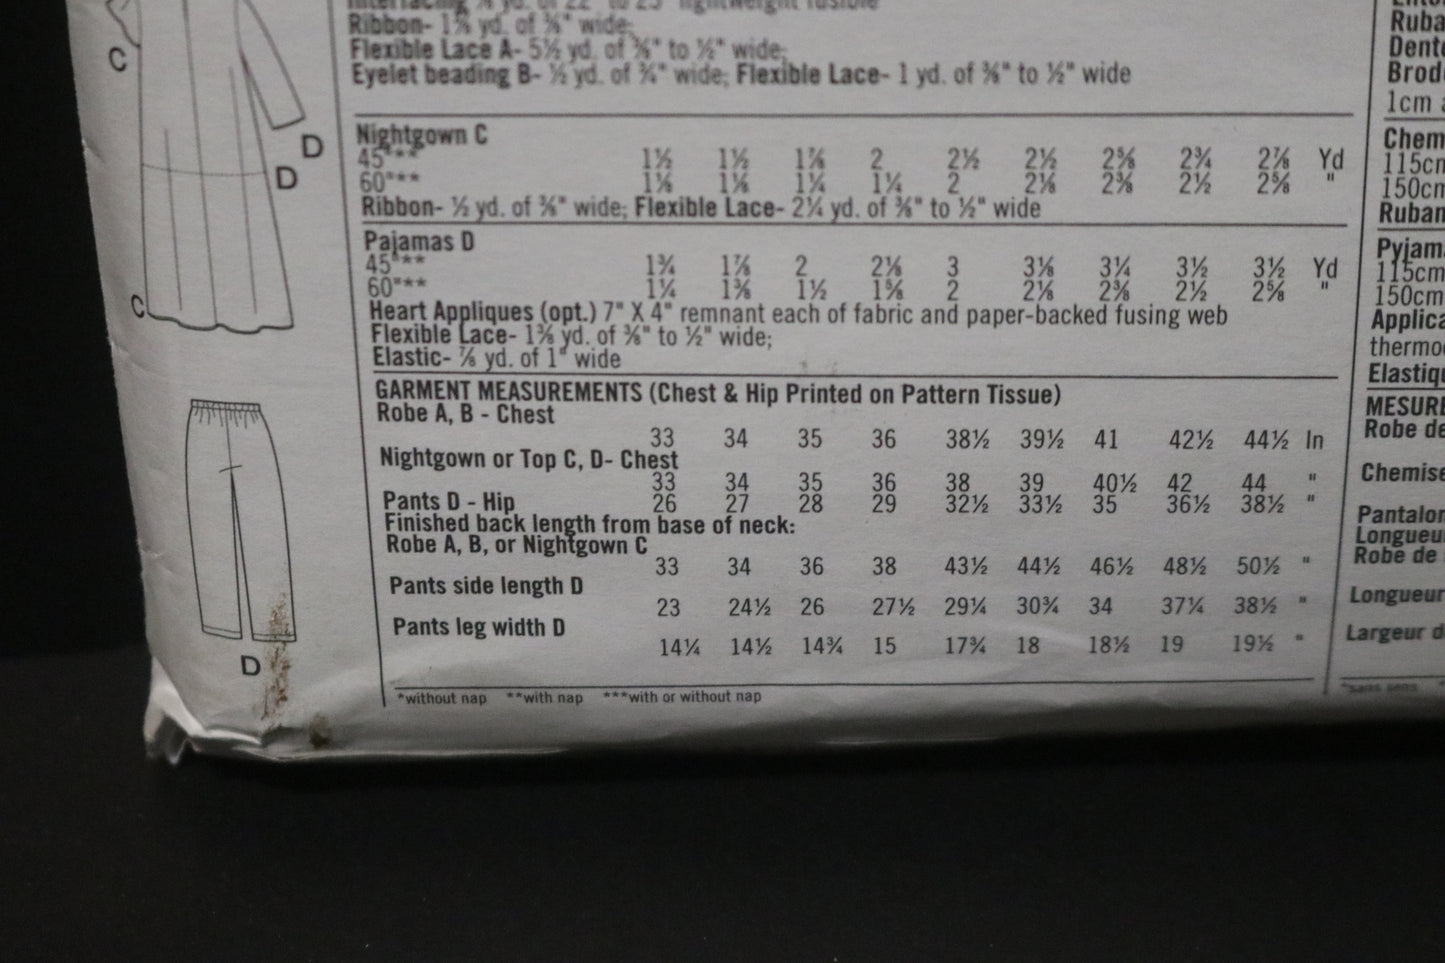 Ribbon- yd. of ⅜" wide;
Flexible Lace A- 5½ yd. of ⅜" to ½" wide;
Eyelet beading B- ½ yd. of ¾" wide; Flexible Lace- 1 yd. of ⅜" to ½" wide
Nightgown C
45"*** 1½ 1½ 1⅞ 2 2½ 2½ 2⅝ 2¾ 2⅞ Yd
60"*** 1¼ 1¼ 2 2⅛ 2⅜ 2½ 2⅝ "
Ribbon- ½ yd. of ⅜" wide; Flexible Lace- 2¼ yd. of ⅜" to ½" wide
Pajamas D
45"** 1¾ 1⅞ 2 2⅛ 3 3⅛ 3¼ 3½ 3½ Yd
60"** 1¼ 1⅜ 1½ 1⅝ 2 2⅛ 2⅜ 2½ 2⅝ "
Heart Appliques (opt.) 7" X 4" remnant each of fabric and paper-backed fusing web
Flexible Lace- 1⅜ yd. of ⅜" to ½" wide;
Elastic- ⅞ yd. of 1" wide
GARMENT MEASUREMENTS (Chest & Hip Printed on Pattern Tissue)
Robe A, B - Chest
33 34 35 36 38½ 39½ 41 42½ 44½ In
Nightgown or Top C, D- Chest
33 34 35 36 38 39 40½ 42 44 "
Pants D - Hip 26 27 28 29 32½ 33½ 35 36½ 38½ "
Finished back length from base of neck:
Robe A, B, or Nightgown C
33 34 36 38 43½ 44½ 46½ 48½ 50½ "
Pants side length D
23 24½ 26 27½ 29¼ 30¾ 34 37¼ 38½ "
Pants leg width D
14¼ 14½ 14¾ 15 17¾ 18 18½ 19 19½ "
*without nap **with nap ***with or without nap
C
D
D
C
D
Brod
1cm
Chem
115cm
150cm
Ruban
Pyjam
115cm
150cm
Applica
thermo
Elastiq
MESUR
Robe de
Chemise
Pantalon
Longueu
Robe de
Longueur
Largeur d